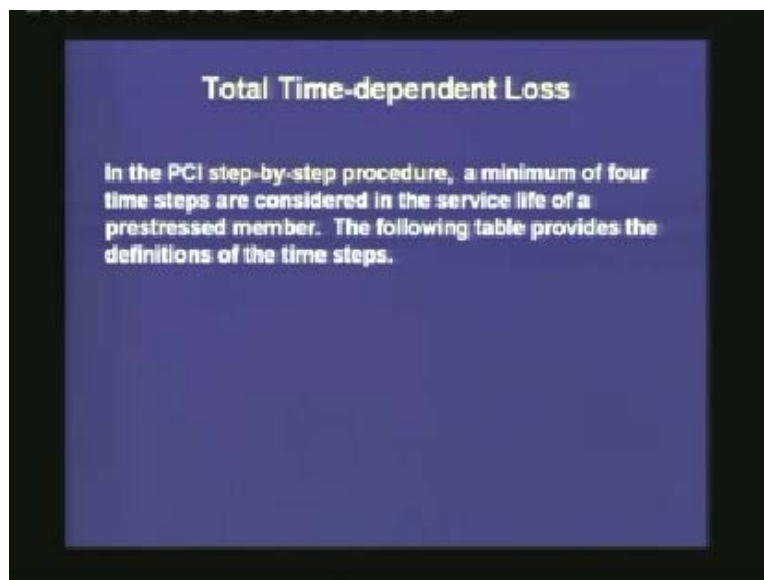 Total Time-dependent Loss
In the PCI step-by-step procedure, a minimum of four
time steps are considered in the service life of a
prestressed member. The following table provides the
definitions of the time steps.